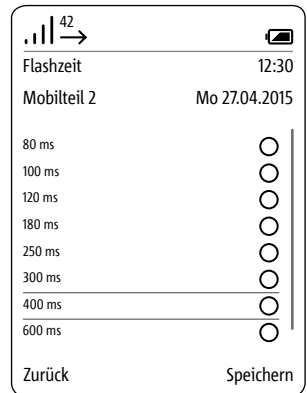 42
Flashzeit 12:30
Mobilteil 2 Mo 27.04.2015
80 ms
100 ms
120 ms
180 ms
250 ms
300 ms
400 ms
600 ms
Zurück Speichern